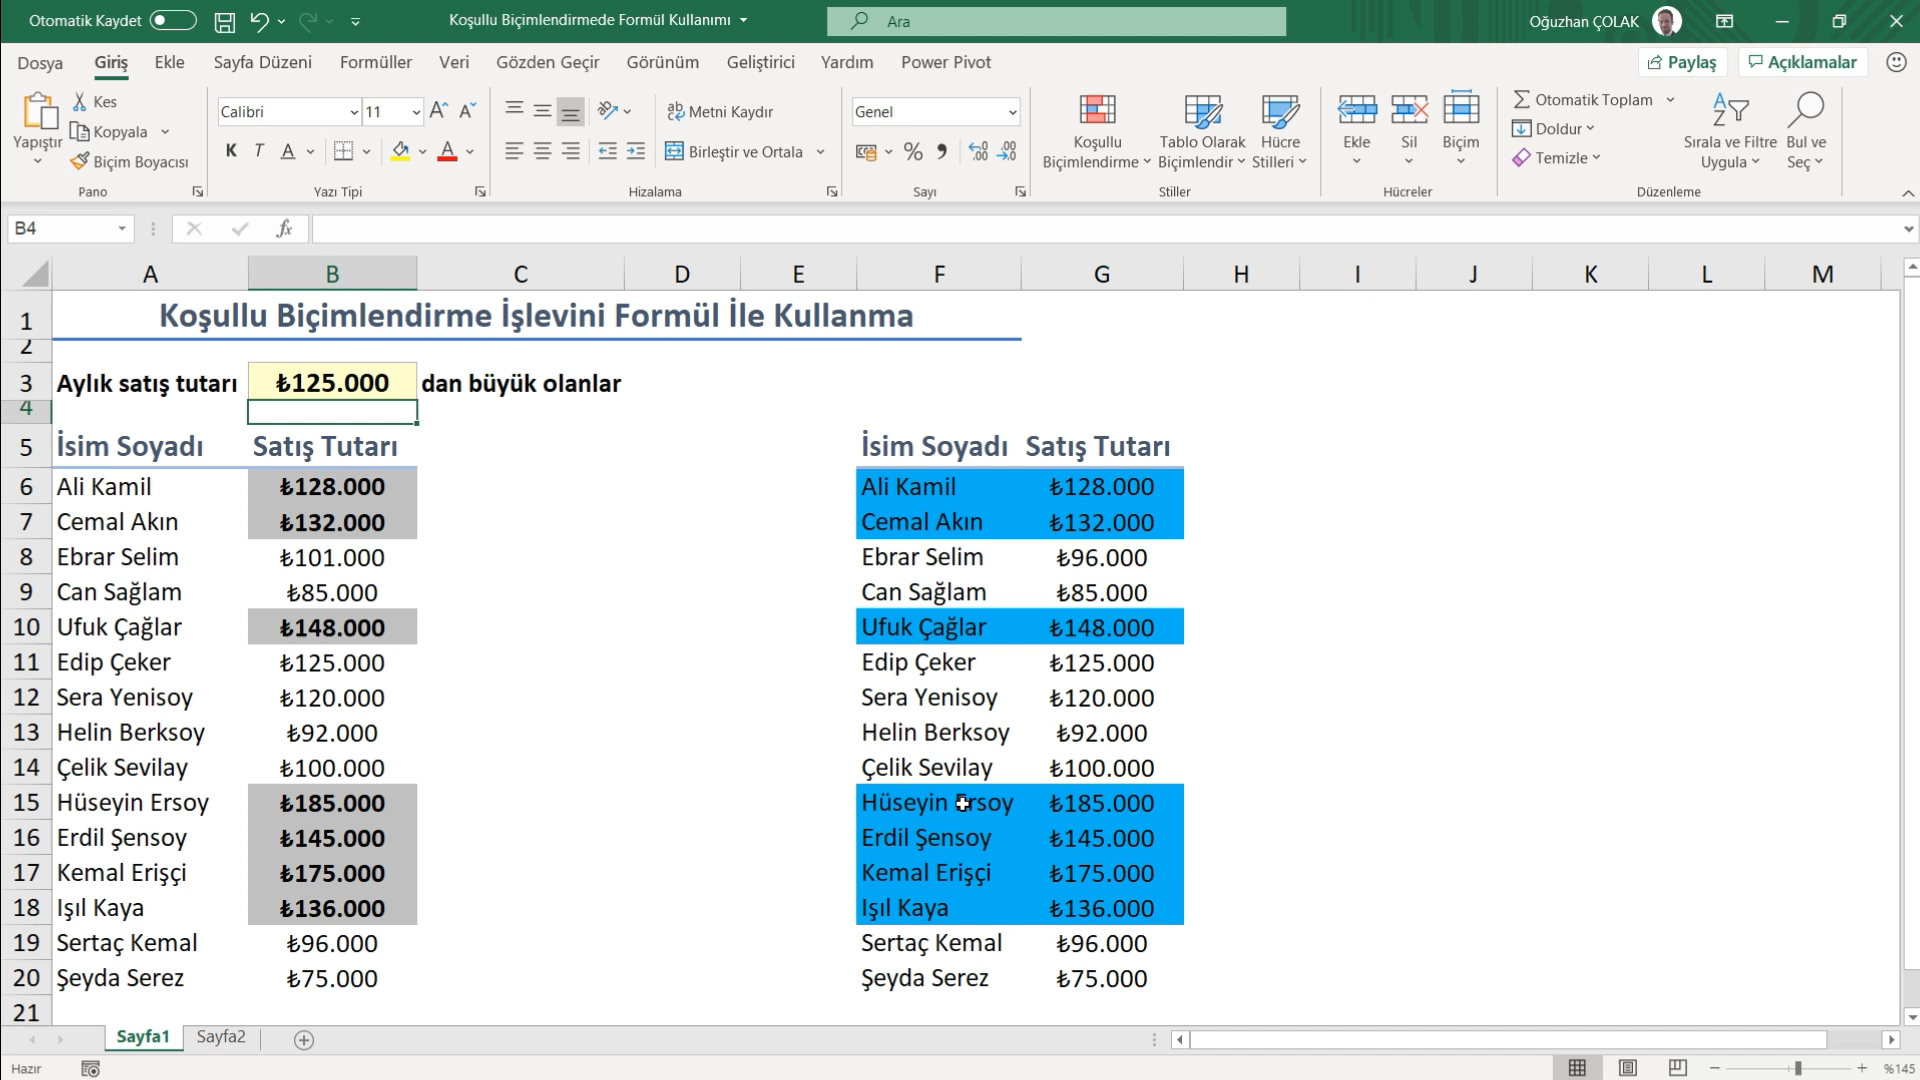 Otomatik Kaydet
Koşullu Biçimlendirmede Formül Kullanımı
Ara
Oğuzhan ÇOLAK
Dosya Giriş Ekle Sayfa Düzeni Formüller Veri Gözden Geçir Görünüm Geliştirici Yardım Power Pivot
Paylaş Açıklamalar
Yapıştır
Kes
Kopyala
Biçim Boyacısı
Pano
Calibri 11
K T A
Yazı Tipi
Metni Kaydır
Birleştir ve Ortala
Hizalama
Genel
Sayı
Koşullu Biçimlendirme
Tablo Olarak Biçimlendir
Hücre Stilleri
Stiller
Ekle Sil Biçim
Hücreler
Otomatik Toplam
Doldur
Temizle
Sırala ve Filtre Uygula
Bul ve Seç
Düzenleme
B4
fx
A B C D E F G H I J K L M
1 Koşullu Biçimlendirme İşlevini Formül İle Kullanma
2
3 Aylık satış tutarı ₺125.000 dan büyük olanlar
4
5 İsim Soyadı Satış Tutarı İsim Soyadı Satış Tutarı
6 Ali Kamil ₺128.000 Ali Kamil ₺128.000
7 Cemal Akın ₺132.000 Cemal Akın ₺132.000
8 Ebrar Selim ₺101.000 Ebrar Selim ₺96.000
9 Can Sağlam ₺85.000 Can Sağlam ₺85.000
10 Ufuk Çağlar ₺148.000 Ufuk Çağlar ₺148.000
11 Edip Çeker ₺125.000 Edip Çeker ₺125.000
12 Sera Yenisoy ₺120.000 Sera Yenisoy ₺120.000
13 Helin Berksoy ₺92.000 Helin Berksoy ₺92.000
14 Çelik Sevilay ₺100.000 Çelik Sevilay ₺100.000
15 Hüseyin Ersoy ₺185.000 Hüseyin Ersoy ₺185.000
16 Erdil Şensoy ₺145.000 Erdil Şensoy ₺145.000
17 Kemal Erişçi ₺175.000 Kemal Erişçi ₺175.000
18 Işıl Kaya ₺136.000 Işıl Kaya ₺136.000
19 Sertaç Kemal ₺96.000 Sertaç Kemal ₺96.000
20 Şeyda Serez ₺75.000 Şeyda Serez ₺75.000
21
Sayfa1 Sayfa2
Hazır
%145